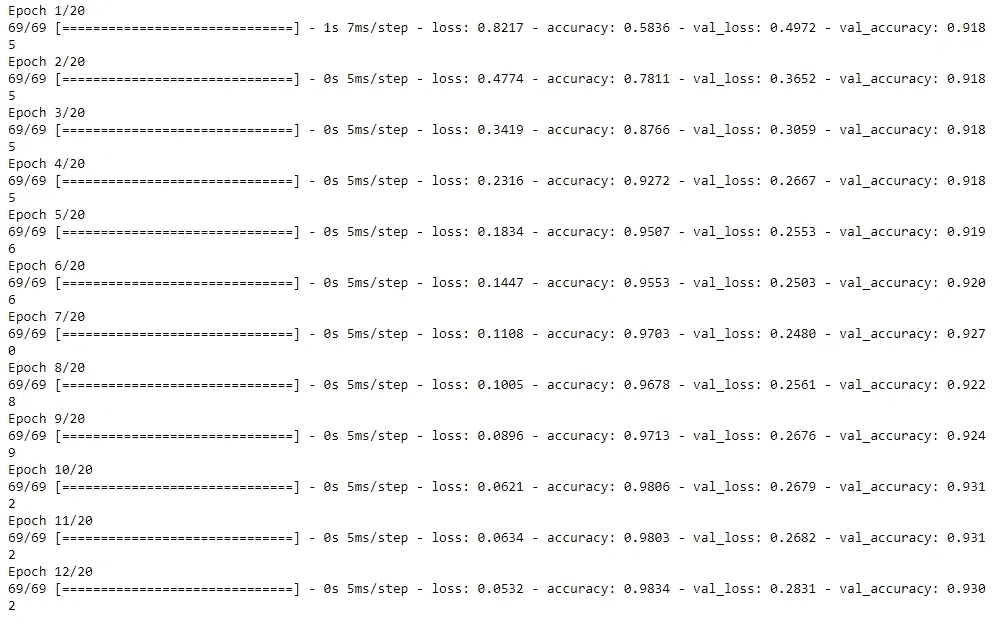 Epoch 1/20
69/69 [==============================] - 1s 7ms/step - loss: 0.8217 - accuracy: 0.5836 - val_loss: 0.4972 - val_accuracy: 0.918
5
Epoch 2/20
69/69 [==============================] - 0s 5ms/step - loss: 0.4774 - accuracy: 0.7811 - val_loss: 0.3652 - val_accuracy: 0.918
5
Epoch 3/20
69/69 [==============================] - 0s 5ms/step - loss: 0.3419 - accuracy: 0.8766 - val_loss: 0.3059 - val_accuracy: 0.918
5
Epoch 4/20
69/69 [==============================] - 0s 5ms/step - loss: 0.2316 - accuracy: 0.9272 - val_loss: 0.2667 - val_accuracy: 0.918
5
Epoch 5/20
69/69 [==============================] - 0s 5ms/step - loss: 0.1834 - accuracy: 0.9507 - val_loss: 0.2553 - val_accuracy: 0.919
6
Epoch 6/20
69/69 [==============================] - 0s 5ms/step - loss: 0.1447 - accuracy: 0.9553 - val_loss: 0.2503 - val_accuracy: 0.920
6
Epoch 7/20
69/69 [==============================] - 0s 5ms/step - loss: 0.1108 - accuracy: 0.9703 - val_loss: 0.2480 - val_accuracy: 0.927
0
Epoch 8/20
69/69 [==============================] - 0s 5ms/step - loss: 0.1005 - accuracy: 0.9678 - val_loss: 0.2561 - val_accuracy: 0.922
8
Epoch 9/20
69/69 [==============================] - 0s 5ms/step - loss: 0.0896 - accuracy: 0.9713 - val_loss: 0.2676 - val_accuracy: 0.924
9
Epoch 10/20
69/69 [==============================] - 0s 5ms/step - loss: 0.0621 - accuracy: 0.9806 - val_loss: 0.2679 - val_accuracy: 0.931
2
Epoch 11/20
69/69 [==============================] - 0s 5ms/step - loss: 0.0634 - accuracy: 0.9803 - val_loss: 0.2682 - val_accuracy: 0.931
2
Epoch 12/20
69/69 [==============================] - 0s 5ms/step - loss: 0.0532 - accuracy: 0.9834 - val_loss: 0.2831 - val_accuracy: 0.930
2